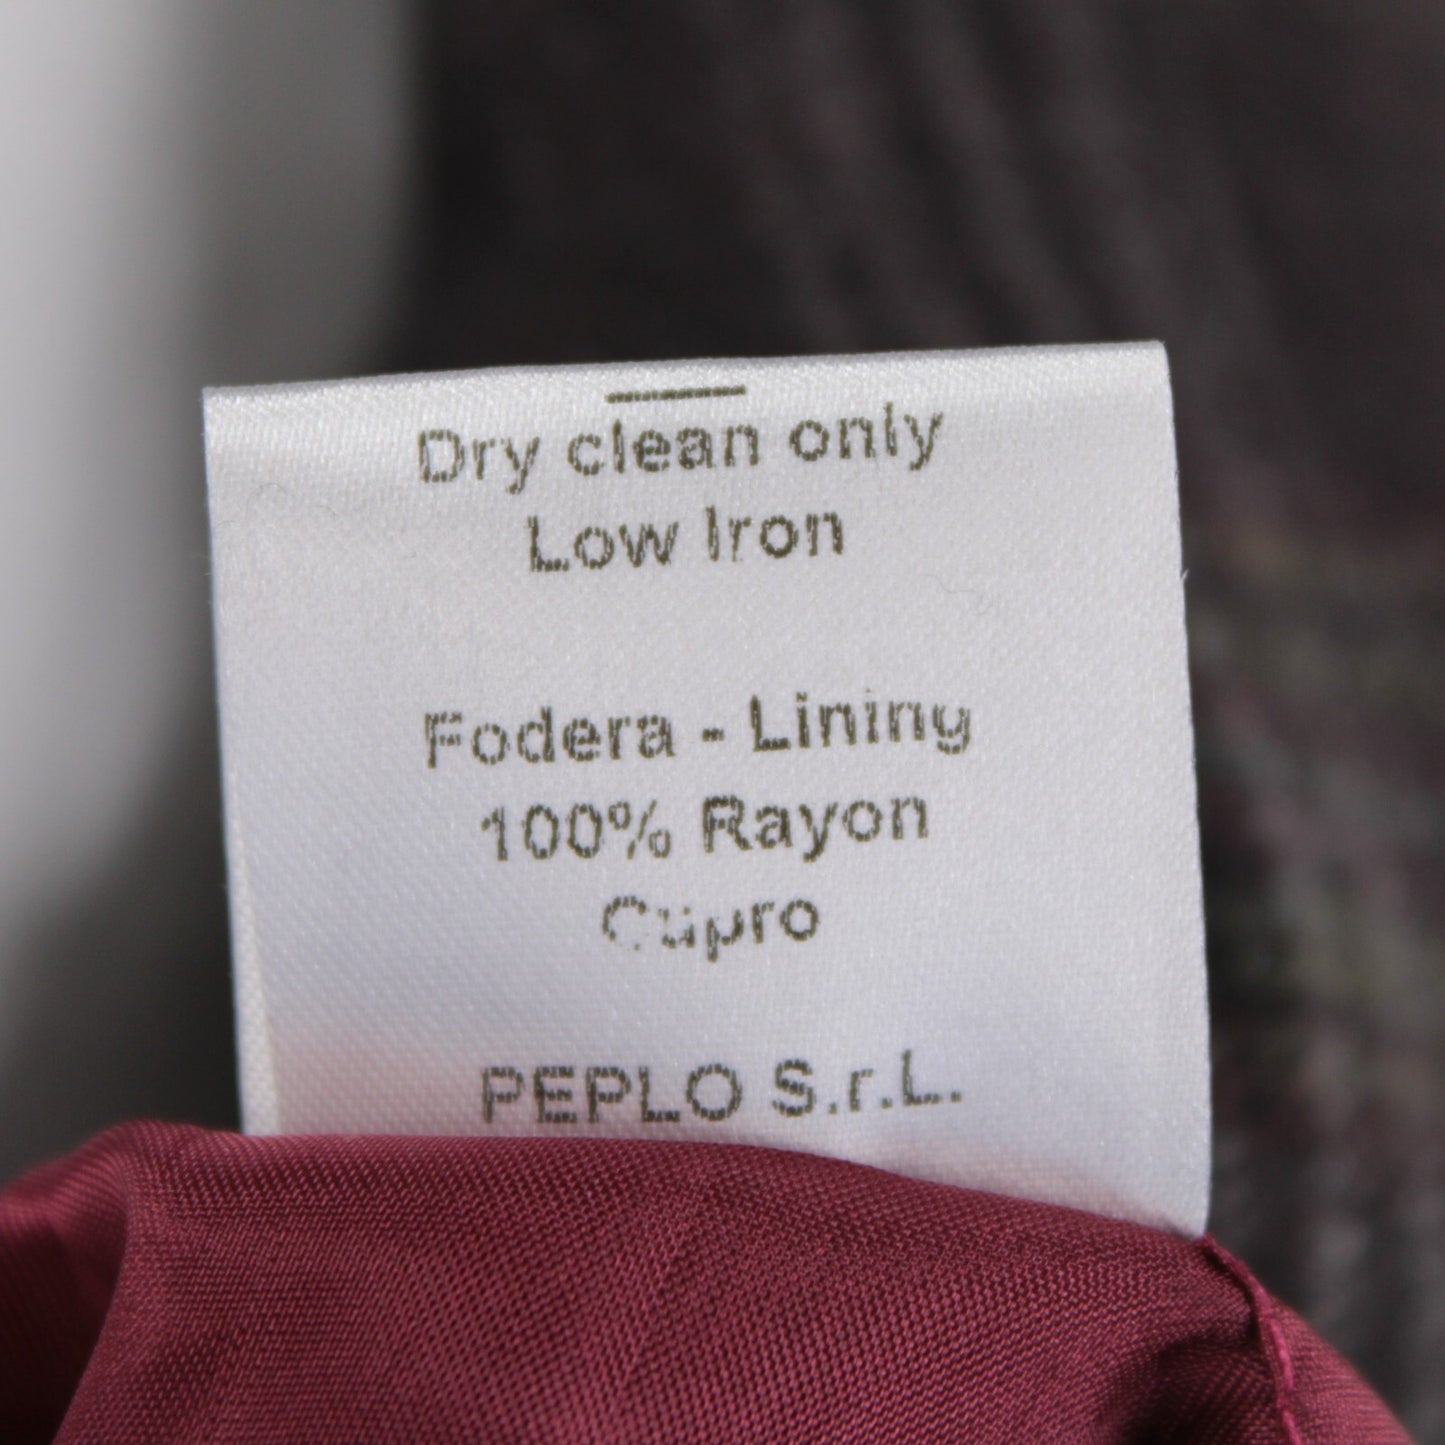 Dry clean only
Low Iron
Fodera - Lining
100% Rayon
Cupro
PEPLO S.r.L.